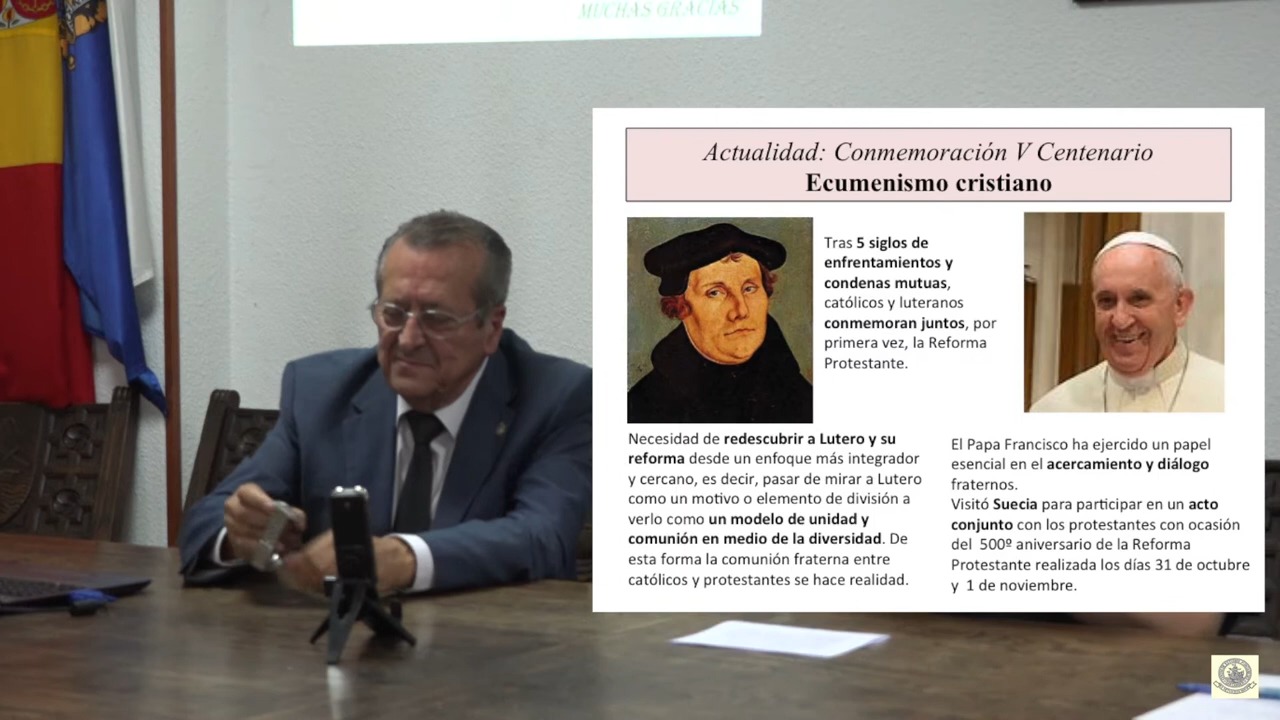 MUCHAS GRACIAS
Actualidad: Conmemoración V Centenario
Ecumenismo cristiano
Tras 5 siglos de
enfrentamientos y
condenas mutuas,
católicos y luteranos
conmemoran juntos, por
primera vez, la Reforma
Protestante.
Necesidad de redescubrir a Lutero y su
reforma desde un enfoque más integrador
y cercano, es decir, pasar de mirar a Lutero
como un motivo o elemento de división a
verlo como un modelo de unidad y
comunión en medio de la diversidad. De
esta forma la comunión fraterna entre
católicos y protestantes se hace realidad.
El Papa Francisco ha ejercido un papel
esencial en el acercamiento y diálogo
fraternos.
Visitó Suecia para participar en un acto
conjunto con los protestantes con ocasión
del 500º aniversario de la Reforma
Protestante realizada los días 31 de octubre
y 1 de noviembre.